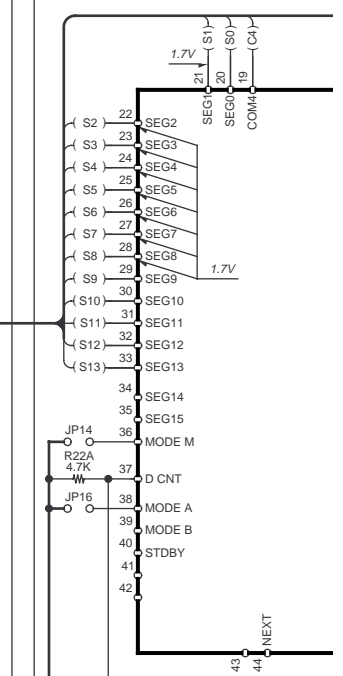 S1 S0 C4
1.7V
21 20 19
SEG1 SEG0 COM4
S2 22 SEG2
S3 23 SEG3
S4 24 SEG4
S5 25 SEG5
S6 26 SEG6
S7 27 SEG7
S8 28 SEG8
S9 29 SEG9
1.7V
S10 30 SEG10
S11 31 SEG11
S12 32 SEG12
S13 33 SEG13
34 SEG14
35 SEG15
JP14 36 MODE M
R22A
4.7K 37 D CNT
JP16 38 MODE A
39 MODE B
40 STDBY
41
42
43 44 NEXT